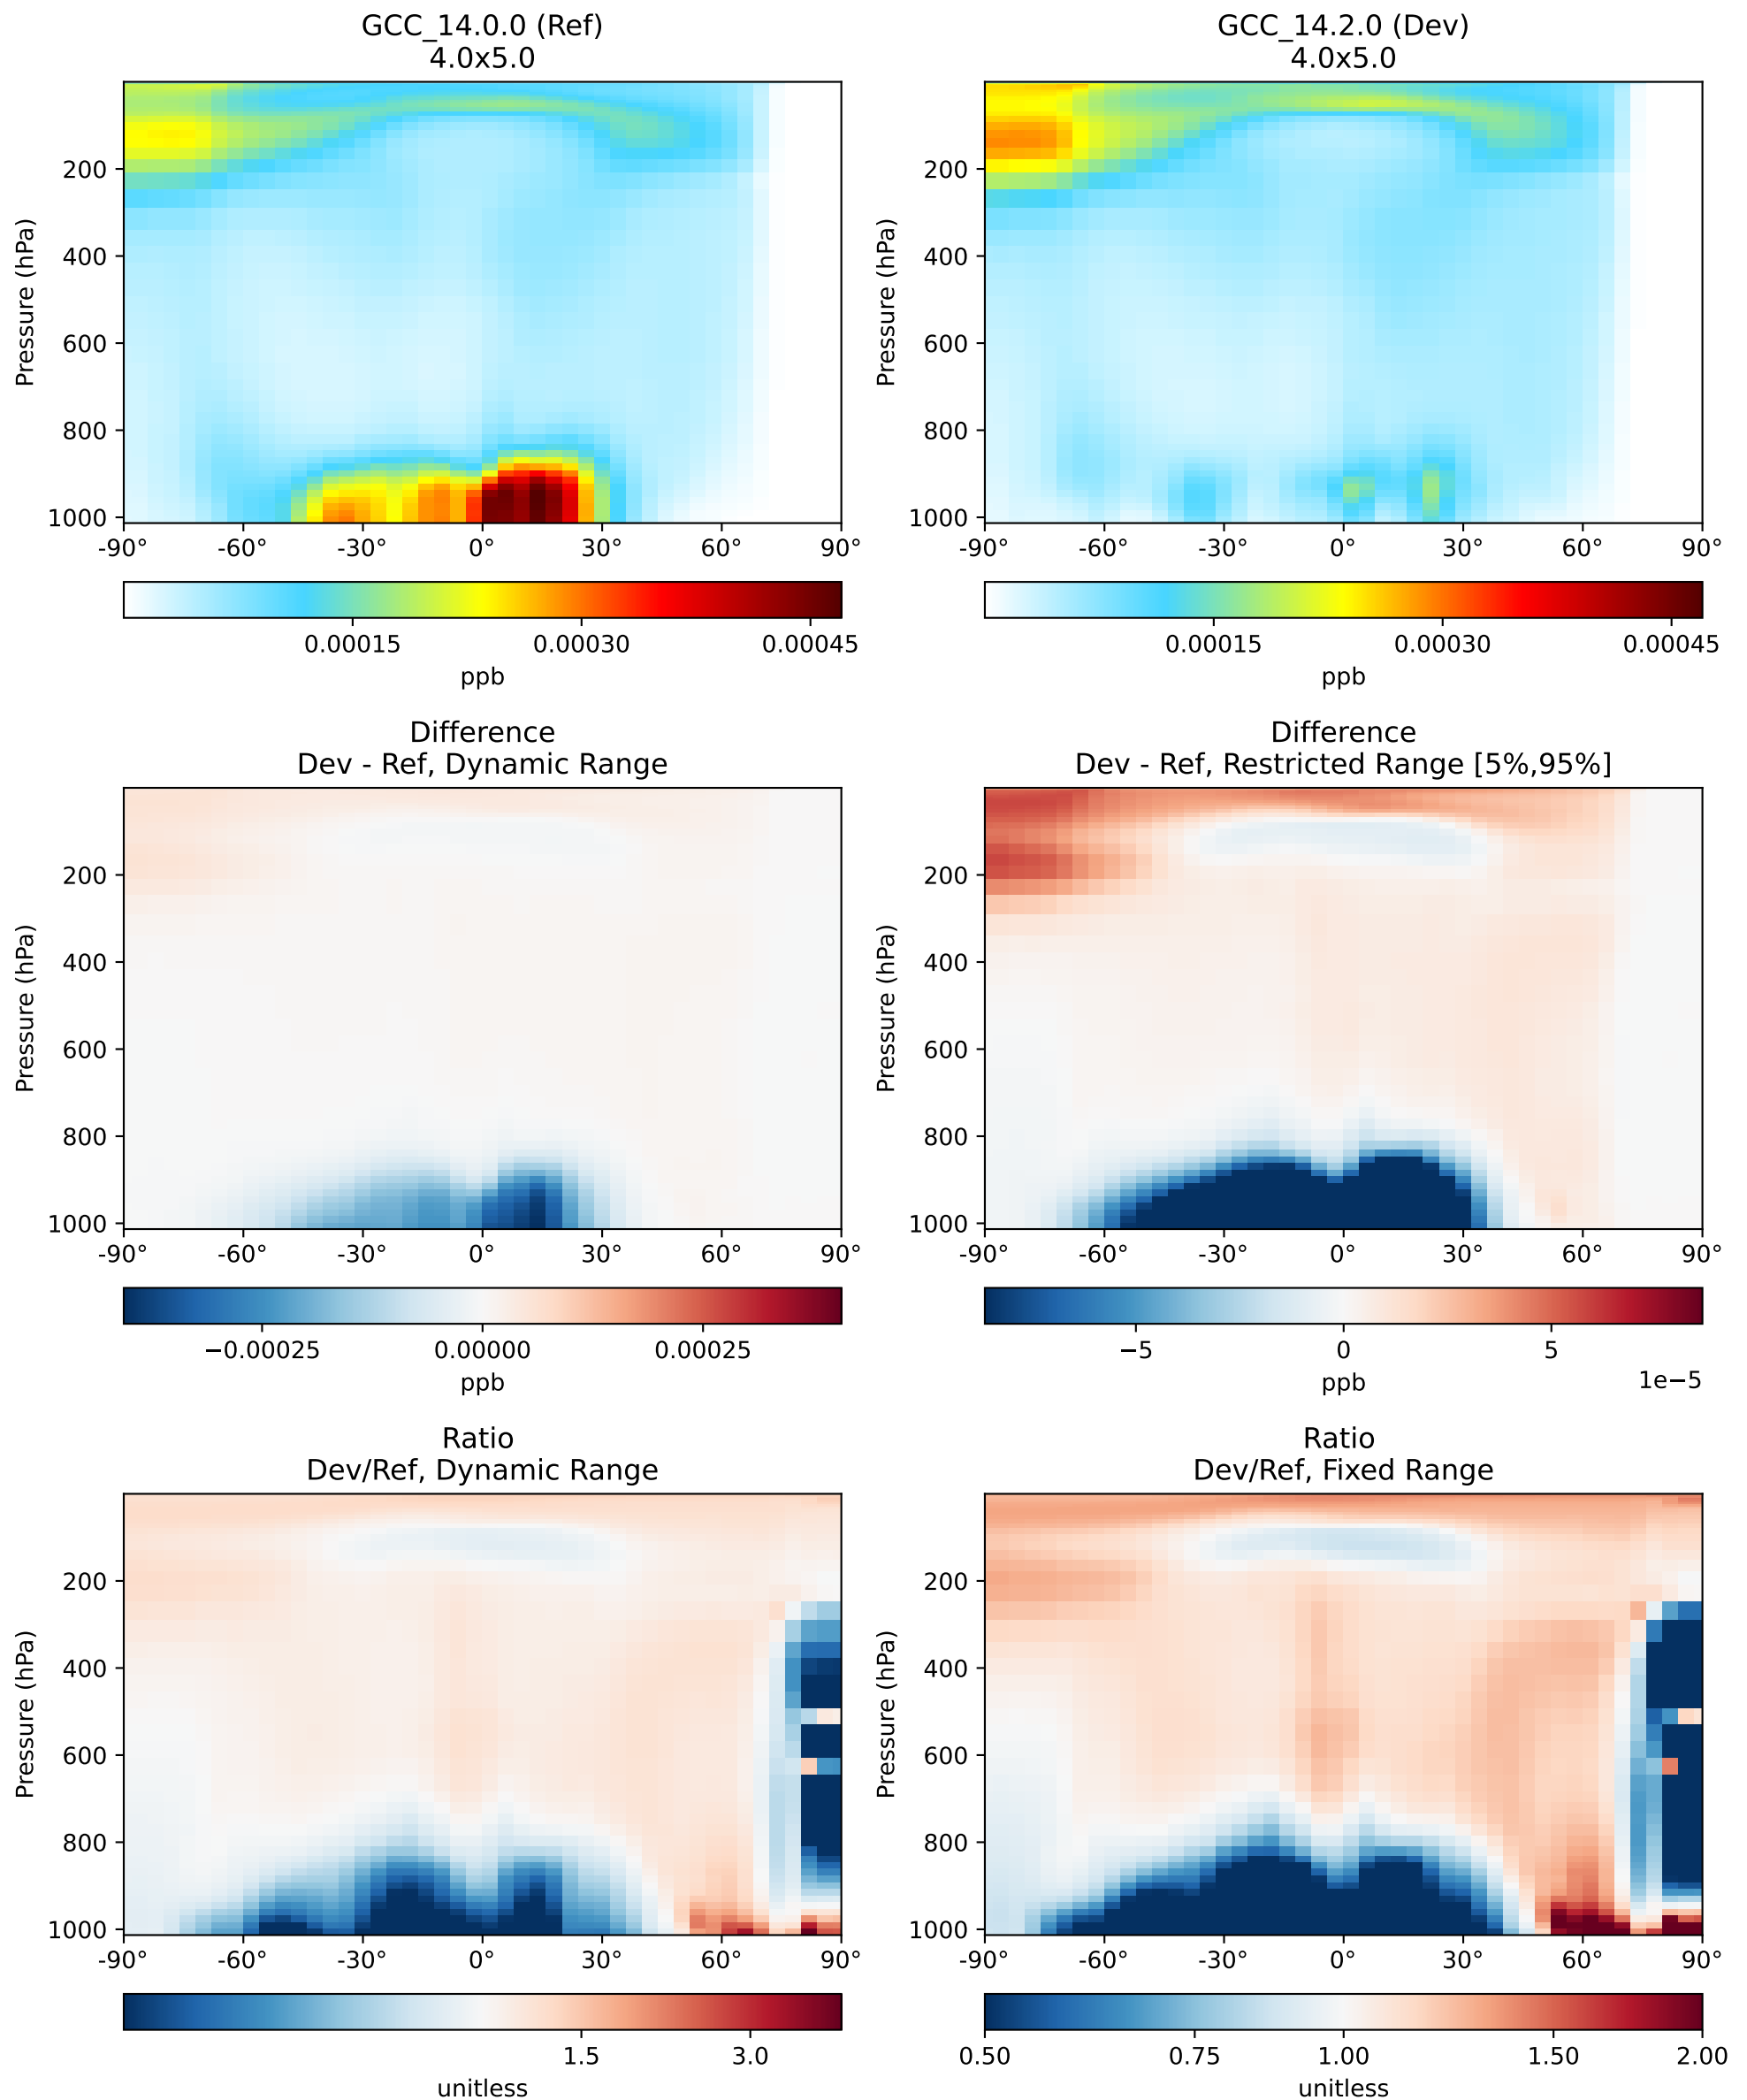 GCC_14.0.0 (Ref)
4.0x5.0
GCC_14.2.0 (Dev)
4.0x5.0
Pressure (hPa)
200
400
600
800
1000
-90° -60° -30° 0° 30° 60° 90°
0.00015 0.00030 0.00045
ppb
Pressure (hPa)
200
400
600
800
1000
-90° -60° -30° 0° 30° 60° 90°
0.00015 0.00030 0.00045
ppb
Difference
Dev - Ref, Dynamic Range
Difference
Dev - Ref, Restricted Range [5%,95%]
Pressure (hPa)
200
400
600
800
1000
-90° -60° -30° 0° 30° 60° 90°
−0.00025 0.00000 0.00025
ppb
Pressure (hPa)
200
400
600
800
1000
-90° -60° -30° 0° 30° 60° 90°
−5 0 5
1e−5
ppb
Ratio
Dev/Ref, Dynamic Range
Ratio
Dev/Ref, Fixed Range
Pressure (hPa)
200
400
600
800
1000
-90° -60° -30° 0° 30° 60° 90°
1.5 3.0
unitless
Pressure (hPa)
200
400
600
800
1000
-90° -60° -30° 0° 30° 60° 90°
0.50 0.75 1.00 1.50 2.00
unitless